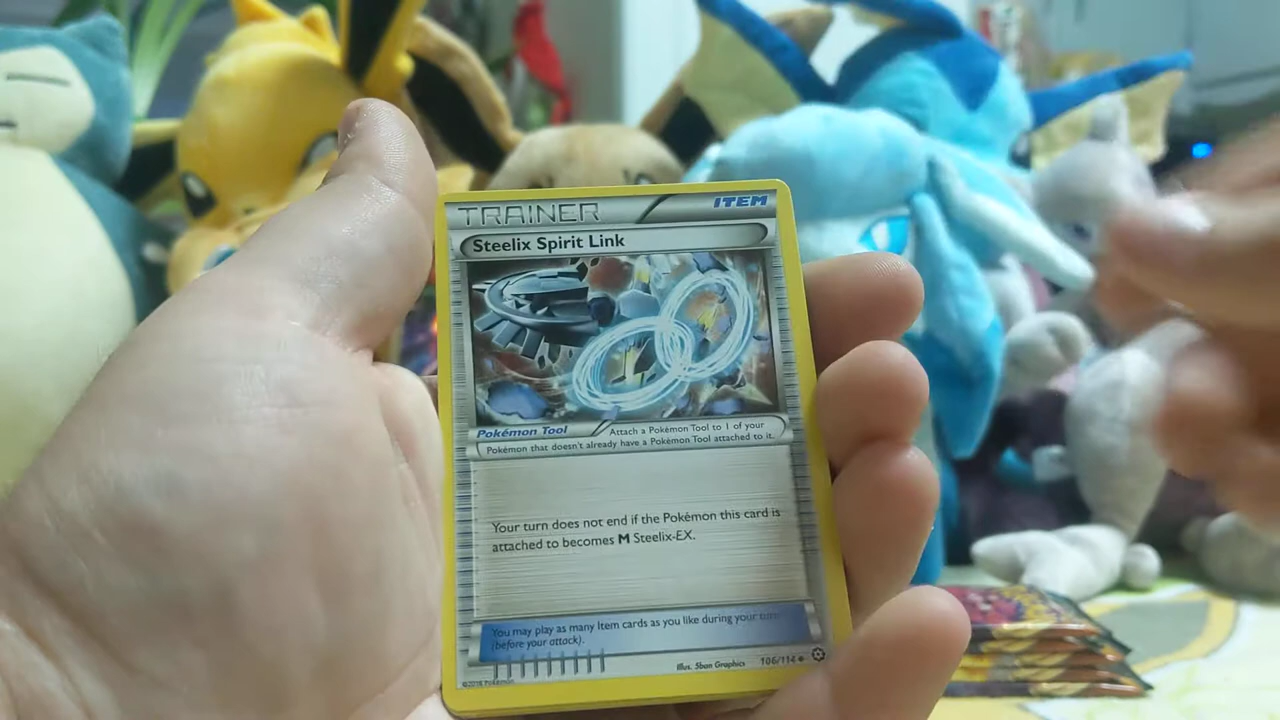 TRAINER ITEM
Steelix Spirit Link
Pokémon Tool Attach a Pokémon Tool to 1 of your
Pokémon that doesn't already have a Pokémon Tool attached to it.
Your turn does not end if the Pokémon this card is
attached to becomes M Steelix-EX.
You may play as many Item cards as you like during your turn
(before your attack).
Illus. 5ban Graphics 106/114
©2016 Pokémon